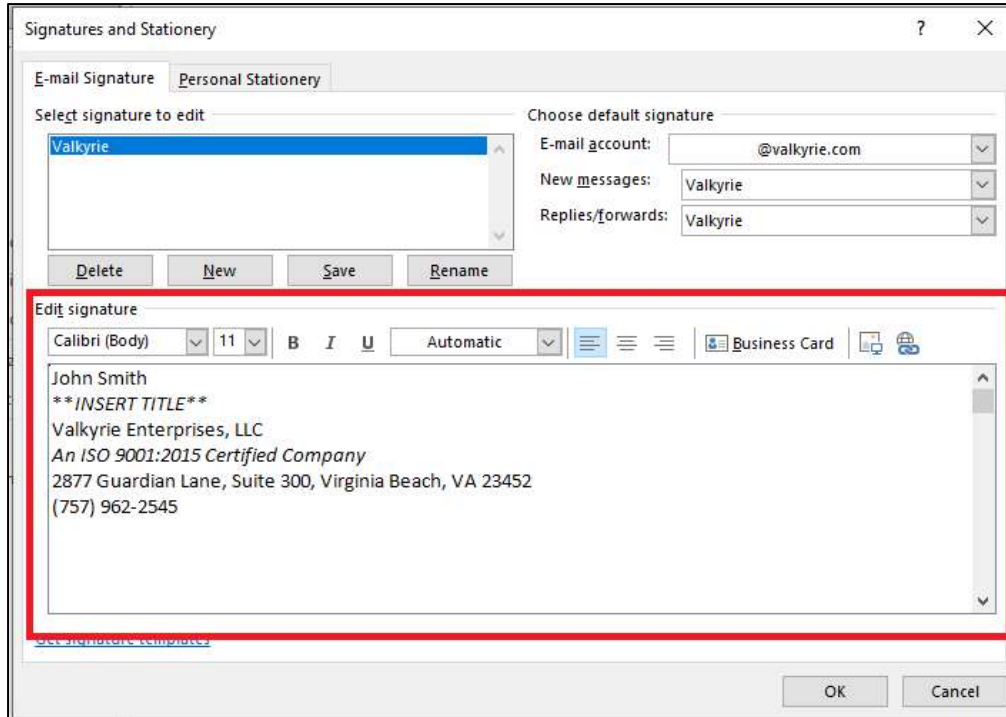 Signatures and Stationery ? X
E-mail Signature Personal Stationery
Select signature to edit
Valkyrie
Delete New Save Rename
Choose default signature
E-mail account: @valkyrie.com
New messages: Valkyrie
Replies/forwards: Valkyrie
Edit signature
Calibri (Body) 11 B I U Automatic Business Card
John Smith
**INSERT TITLE**
Valkyrie Enterprises, LLC
An ISO 9001:2015 Certified Company
2877 Guardian Lane, Suite 300, Virginia Beach, VA 23452
(757) 962-2545
Get signature templates
OK Cancel